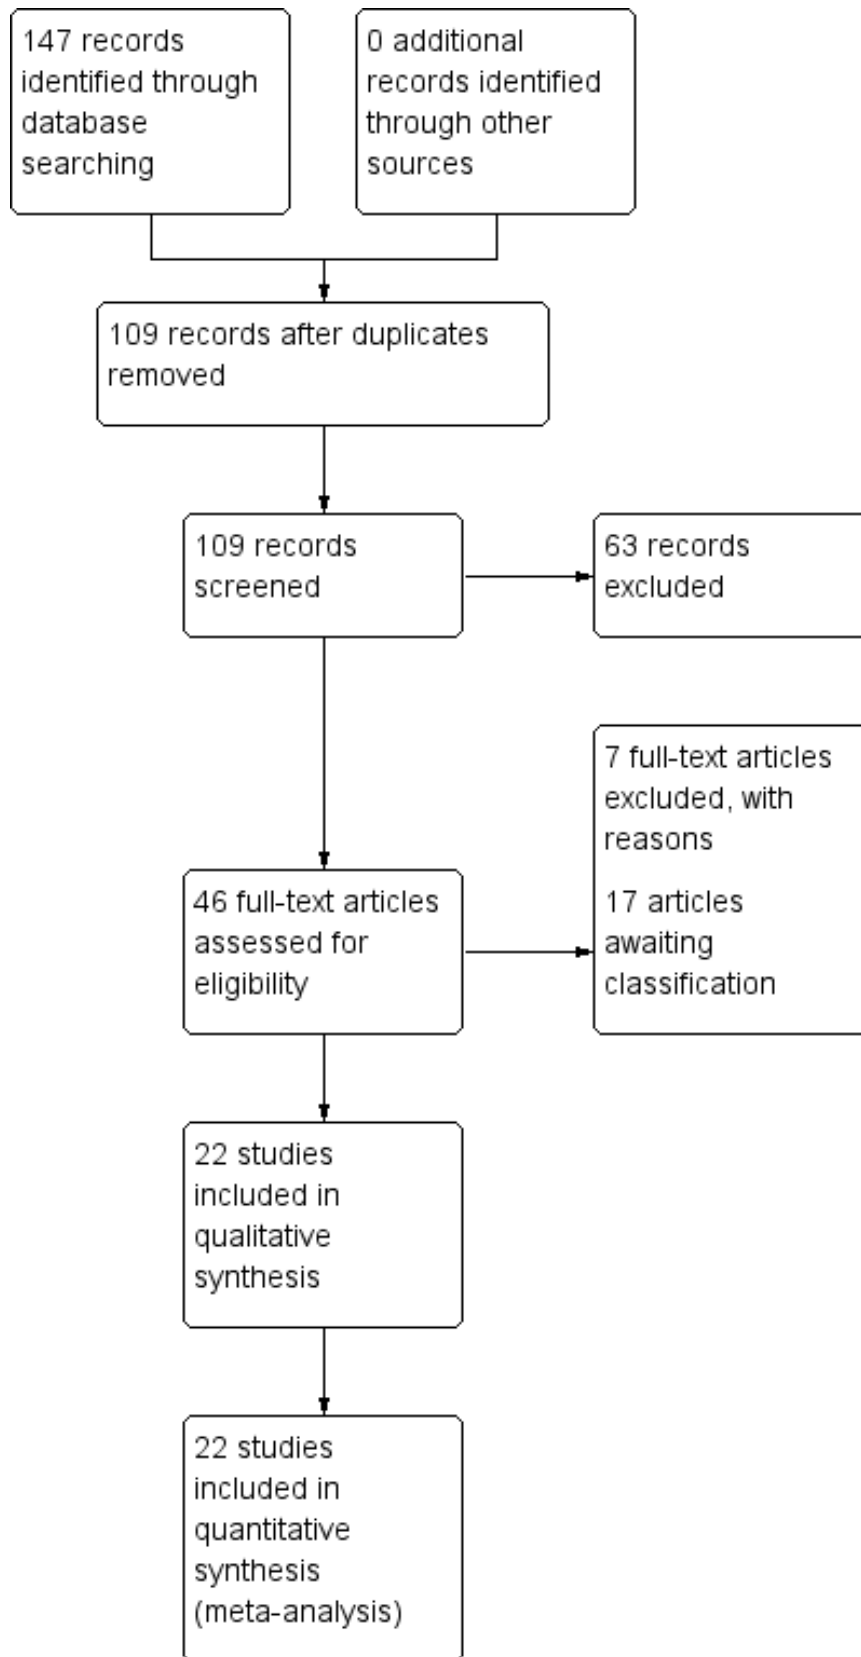 147 records
identified through
database
searching
0 additional
records identified
through other
sources
109 records after duplicates
removed
109 records
screened
63 records
excluded
7 full-text articles
excluded, with
reasons
17 articles
awaiting
classification
46 full-text articles
assessed for
eligibility
22 studies
included in
qualitative
synthesis
22 studies
included in
quantitative
synthesis
(meta-analysis)